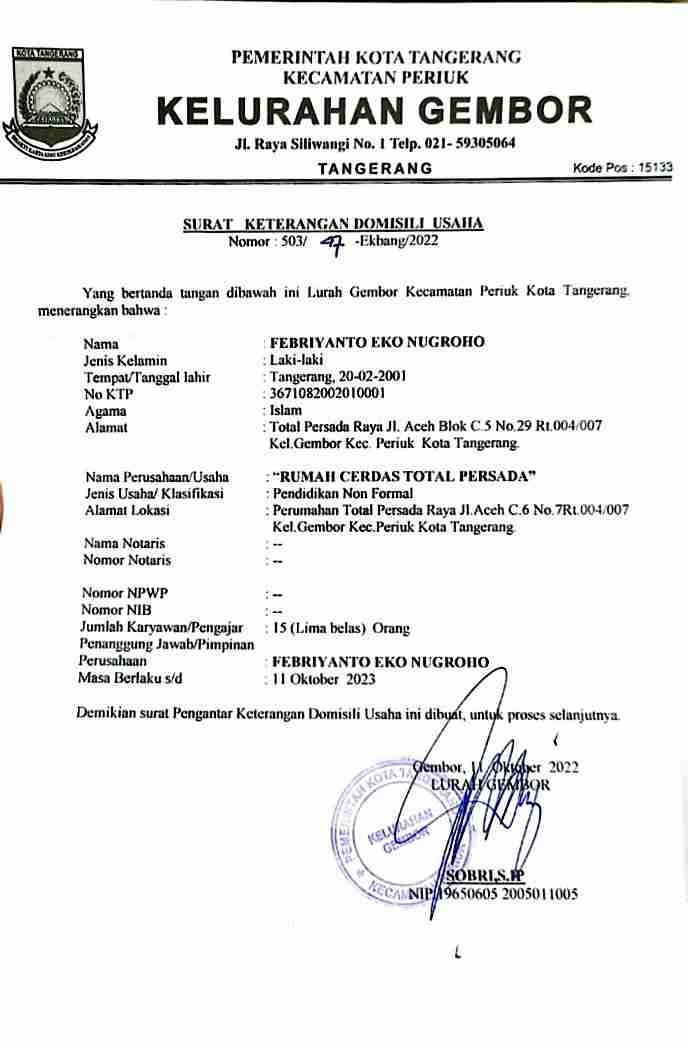 KOTA TANGERANG
PEMERINTAH KOTA TANGERANG
KECAMATAN PERIUK
KELURAHAN GEMBOR
Jl. Raya Siliwangi No. 1 Telp. 021- 59305064
TANGERANG
Kode Pos : 15133
SURAT KETERANGAN DOMISILI USAHA
Nomor : 503/ 47 -Ekbang/2022
Yang bertanda tangan dibawah ini Lurah Gembor Kecamatan Periuk Kota Tangerang,
menerangkan bahwa :
Nama : FEBRIYANTO EKO NUGROHO
Jenis Kelamin : Laki-laki
Tempat/Tanggal lahir : Tangerang, 20-02-2001
No KTP : 3671082002010001
Agama : Islam
Alamat : Total Persada Raya Jl. Aceh Blok C.5 No.29 Rt.004/007
Kel.Gembor Kec. Periuk Kota Tangerang.
Nama Perusahaan/Usaha : “RUMAH CERDAS TOTAL PERSADA”
Jenis Usaha/ Klasifikasi : Pendidikan Non Formal
Alamat Lokasi : Perumahan Total Persada Raya Jl.Aceh C.6 No.7Rt.004/007
Kel.Gembor Kec.Periuk Kota Tangerang.
Nama Notaris : --
Nomor Notaris : --
Nomor NPWP : --
Nomor NIB : --
Jumlah Karyawan/Pengajar : 15 (Lima belas) Orang
Penanggung Jawab/Pimpinan
Perusahaan : FEBRIYANTO EKO NUGROHO
Masa Berlaku s/d : 11 Oktober 2023
Demikian surat Pengantar Keterangan Domisili Usaha ini dibuat, untuk proses selanjutnya.
Gembor, 11 Oktober 2022
LURAH GEMBOR
PEMERINTAH KOTA TANGERANG
KELURAHAN
GEMBOR
SOBRI,S.IP
NIP.19650605 2005011005